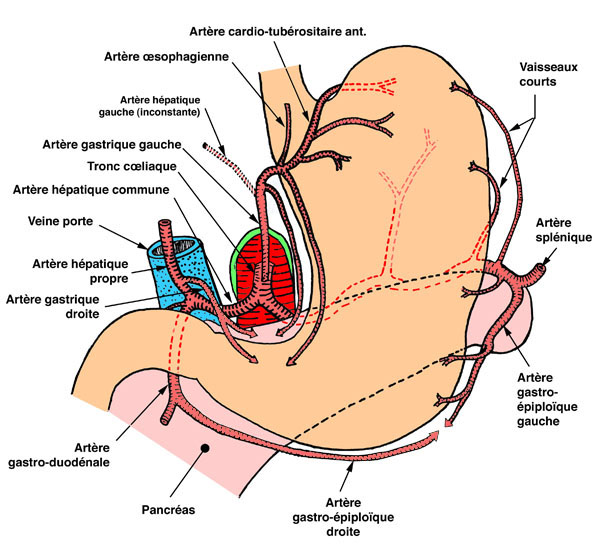 Artère cardio-tubérositaire ant.
Artère œsophagienne
Vaisseaux
courts
Artère hépatique
gauche (inconstante)
Artère gastrique gauche
Tronc cœliaque
Artère hépatique commune
Veine porte
Artère
splénique
Artère hépatique
propre
Artère gastrique
droite
Artère
gastro-
épiploïque
gauche
Artère
gastro-duodénale
Pancréas
Artère
gastro-épiploïque
droite